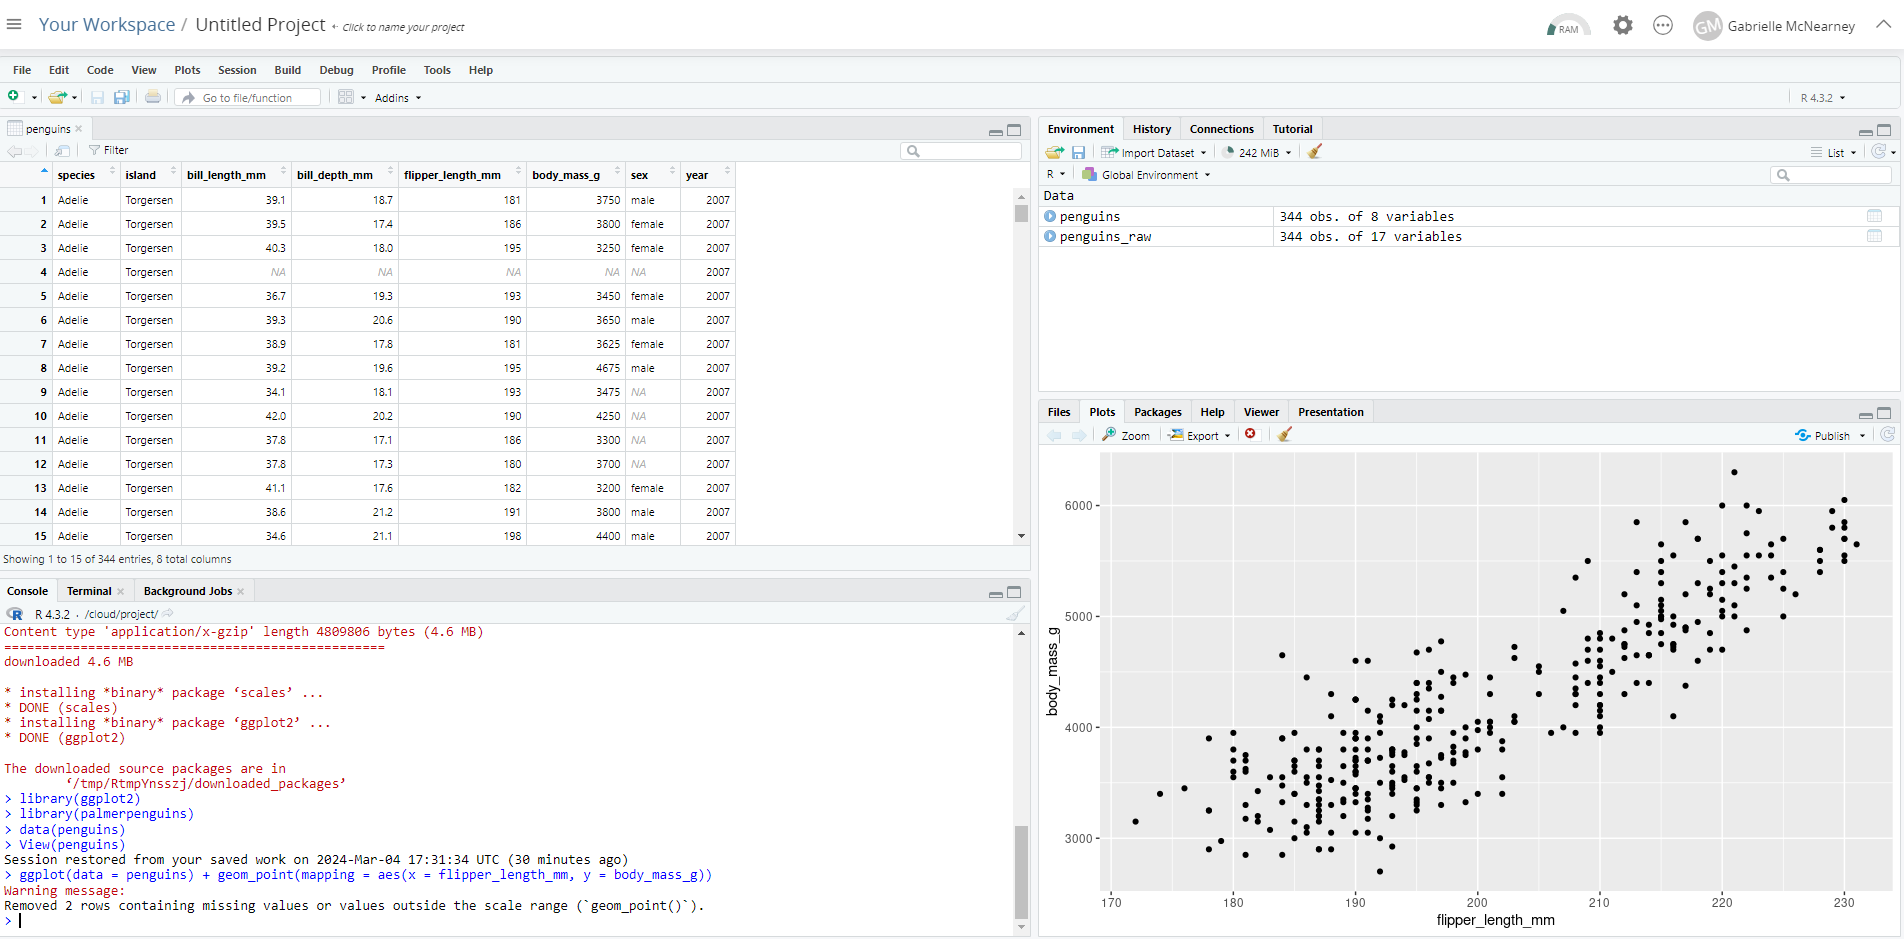 Your Workspace / Untitled Project ← Click to name your project
RAM
GM Gabrielle McNearney
File Edit Code View Plots Session Build Debug Profile Tools Help
Go to file/function Addins R 4.3.2
penguins
Filter
species island bill_length_mm bill_depth_mm flipper_length_mm body_mass_g sex year
1 Adelie Torgersen 39.1 18.7 181 3750 male 2007
2 Adelie Torgersen 39.5 17.4 186 3800 female 2007
3 Adelie Torgersen 40.3 18.0 195 3250 female 2007
4 Adelie Torgersen NA NA NA NA NA 2007
5 Adelie Torgersen 36.7 19.3 193 3450 female 2007
6 Adelie Torgersen 39.3 20.6 190 3650 male 2007
7 Adelie Torgersen 38.9 17.8 181 3625 female 2007
8 Adelie Torgersen 39.2 19.6 195 4675 male 2007
9 Adelie Torgersen 34.1 18.1 193 3475 NA 2007
10 Adelie Torgersen 42.0 20.2 190 4250 NA 2007
11 Adelie Torgersen 37.8 17.1 186 3300 NA 2007
12 Adelie Torgersen 37.8 17.3 180 3700 NA 2007
13 Adelie Torgersen 41.1 17.6 182 3200 female 2007
14 Adelie Torgersen 38.6 21.2 191 3800 male 2007
15 Adelie Torgersen 34.6 21.1 198 4400 male 2007
Showing 1 to 15 of 344 entries, 8 total columns
Console Terminal Background Jobs
R R 4.3.2 · /cloud/project/
Content type 'application/x-gzip' length 4809806 bytes (4.6 MB)
================================================
downloaded 4.6 MB
* installing *binary* package ‘scales’ ...
* DONE (scales)
* installing *binary* package ‘ggplot2’ ...
* DONE (ggplot2)
The downloaded source packages are in
‘/tmp/RtmpYnsszj/downloaded_packages’
> library(ggplot2)
> library(palmerpenguins)
> data(penguins)
> View(penguins)
Session restored from your saved work on 2024-Mar-04 17:31:34 UTC (30 minutes ago)
> ggplot(data = penguins) + geom_point(mapping = aes(x = flipper_length_mm, y = body_mass_g))
Warning message:
Removed 2 rows containing missing values or values outside the scale range (`geom_point()`).
>
Environment History Connections Tutorial
Import Dataset 242 MiB List
R Global Environment
Data
penguins 344 obs. of 8 variables
penguins_raw 344 obs. of 17 variables
Files Plots Packages Help Viewer Presentation
Zoom Export Publish
6000
5000
4000
3000
body_mass_g
170 180 190 200 210 220 230
flipper_length_mm